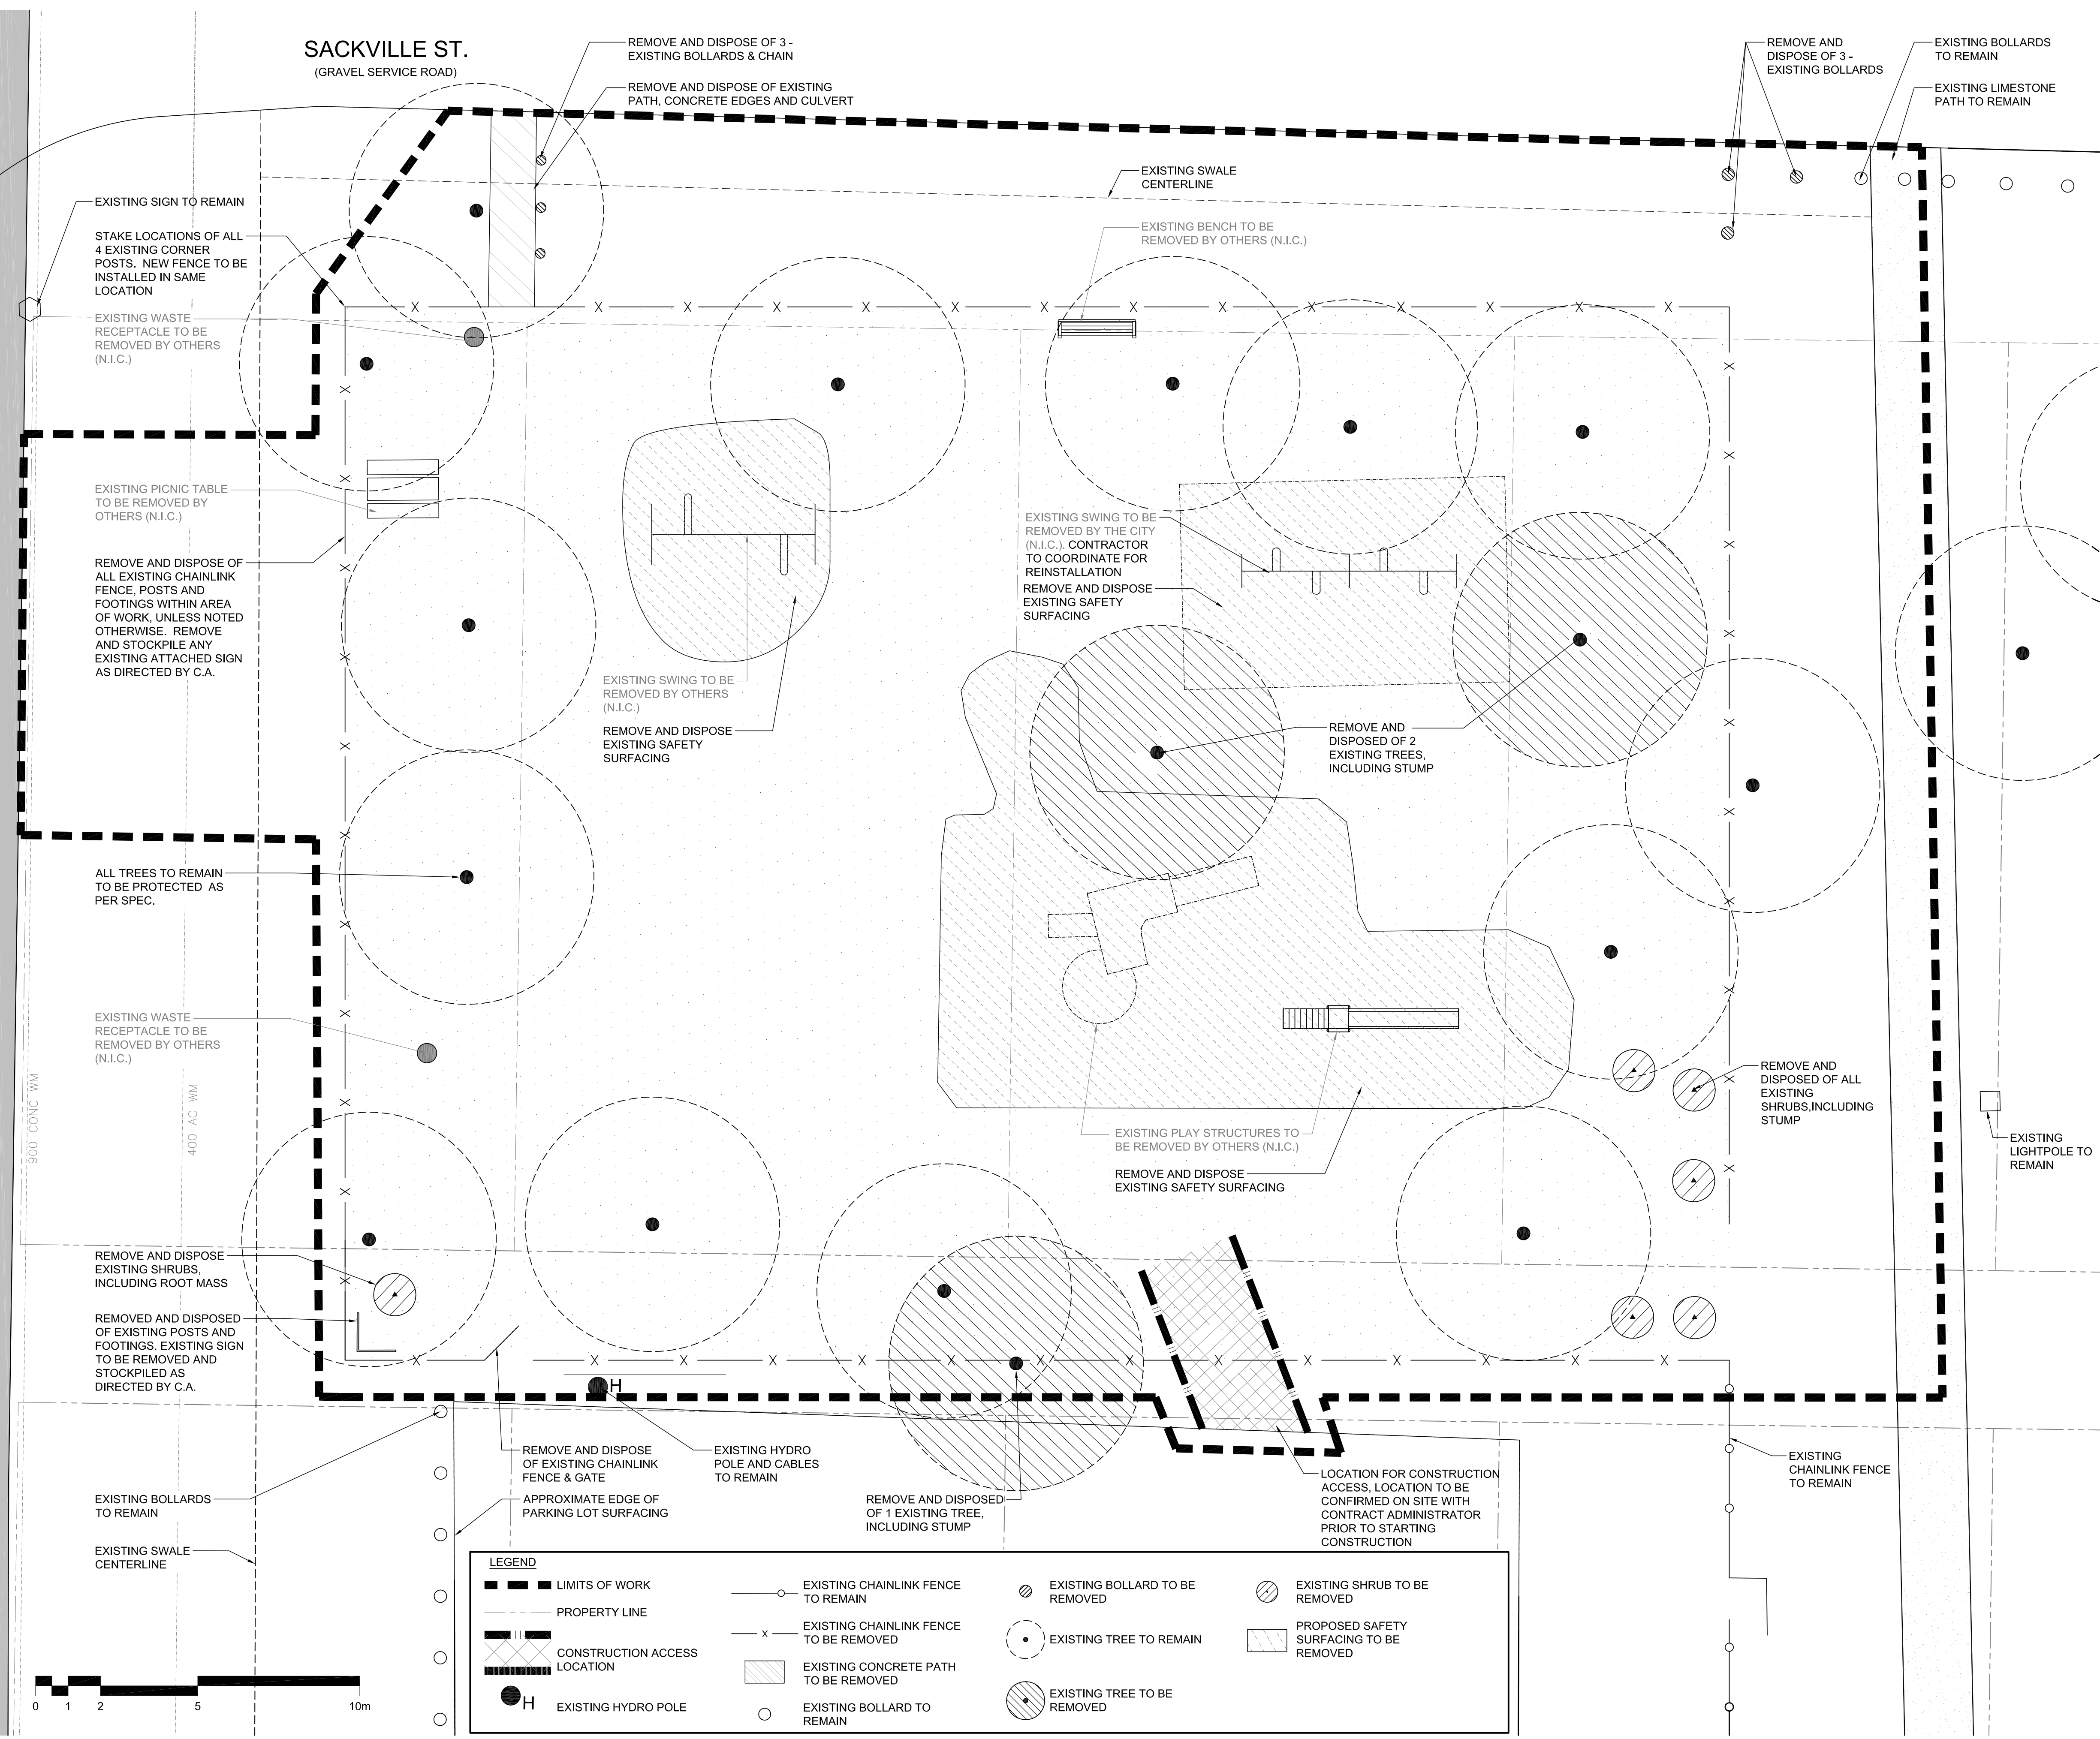 SACKVILLE ST.
(GRAVEL SERVICE ROAD)
REMOVE AND DISPOSE OF 3 -
EXISTING BOLLARDS & CHAIN
REMOVE AND DISPOSE OF EXISTING
PATH, CONCRETE EDGES AND CULVERT
REMOVE AND
DISPOSE OF 3 -
EXISTING BOLLARDS
EXISTING BOLLARDS
TO REMAIN
EXISTING LIMESTONE
PATH TO REMAIN
EXISTING SWALE
CENTERLINE
EXISTING BENCH TO BE
REMOVED BY OTHERS (N.I.C.)
EXISTING SIGN TO REMAIN
STAKE LOCATIONS OF ALL
4 EXISTING CORNER
POSTS. NEW FENCE TO BE
INSTALLED IN SAME
LOCATION
EXISTING WASTE
RECEPTACLE TO BE
REMOVED BY OTHERS
(N.I.C.)
EXISTING PICNIC TABLE
TO BE REMOVED BY
OTHERS (N.I.C.)
REMOVE AND DISPOSE OF
ALL EXISTING CHAINLINK
FENCE, POSTS AND
FOOTINGS WITHIN AREA
OF WORK, UNLESS NOTED
OTHERWISE. REMOVE
AND STOCKPILE ANY
EXISTING ATTACHED SIGN
AS DIRECTED BY C.A.
EXISTING SWING TO BE
REMOVED BY THE CITY
(N.I.C.). CONTRACTOR
TO COORDINATE FOR
REINSTALLATION
REMOVE AND DISPOSE
EXISTING SAFETY
SURFACING
EXISTING SWING TO BE
REMOVED BY OTHERS
(N.I.C.)
REMOVE AND DISPOSE
EXISTING SAFETY
SURFACING
REMOVE AND
DISPOSED OF 2
EXISTING TREES,
INCLUDING STUMP
ALL TREES TO REMAIN
TO BE PROTECTED AS
PER SPEC.
EXISTING WASTE
RECEPTACLE TO BE
REMOVED BY OTHERS
(N.I.C.)
900 CONC WM
400 AC WM
REMOVE AND
DISPOSED OF ALL
EXISTING
SHRUBS,INCLUDING
STUMP
EXISTING
LIGHTPOLE TO
REMAIN
EXISTING PLAY STRUCTURES TO
BE REMOVED BY OTHERS (N.I.C.)
REMOVE AND DISPOSE
EXISTING SAFETY SURFACING
REMOVE AND DISPOSE
EXISTING SHRUBS,
INCLUDING ROOT MASS
REMOVED AND DISPOSED
OF EXISTING POSTS AND
FOOTINGS. EXISTING SIGN
TO BE REMOVED AND
STOCKPILED AS
DIRECTED BY C.A.
H
REMOVE AND DISPOSE
OF EXISTING CHAINLINK
FENCE & GATE
EXISTING HYDRO
POLE AND CABLES
TO REMAIN
APPROXIMATE EDGE OF
PARKING LOT SURFACING
REMOVE AND DISPOSED
OF 1 EXISTING TREE,
INCLUDING STUMP
LOCATION FOR CONSTRUCTION
ACCESS, LOCATION TO BE
CONFIRMED ON SITE WITH
CONTRACT ADMINISTRATOR
PRIOR TO STARTING
CONSTRUCTION
EXISTING
CHAINLINK FENCE
TO REMAIN
EXISTING BOLLARDS
TO REMAIN
EXISTING SWALE
CENTERLINE
LEGEND
LIMITS OF WORK
PROPERTY LINE
CONSTRUCTION ACCESS
LOCATION
H
EXISTING HYDRO POLE
EXISTING CHAINLINK FENCE
TO REMAIN
X
EXISTING CHAINLINK FENCE
TO BE REMOVED
EXISTING CONCRETE PATH
TO BE REMOVED
EXISTING BOLLARD TO
REMAIN
EXISTING BOLLARD TO BE
REMOVED
EXISTING TREE TO REMAIN
EXISTING TREE TO BE
REMOVED
EXISTING SHRUB TO BE
REMOVED
PROPOSED SAFETY
SURFACING TO BE
REMOVED
0 1 2 5 10m